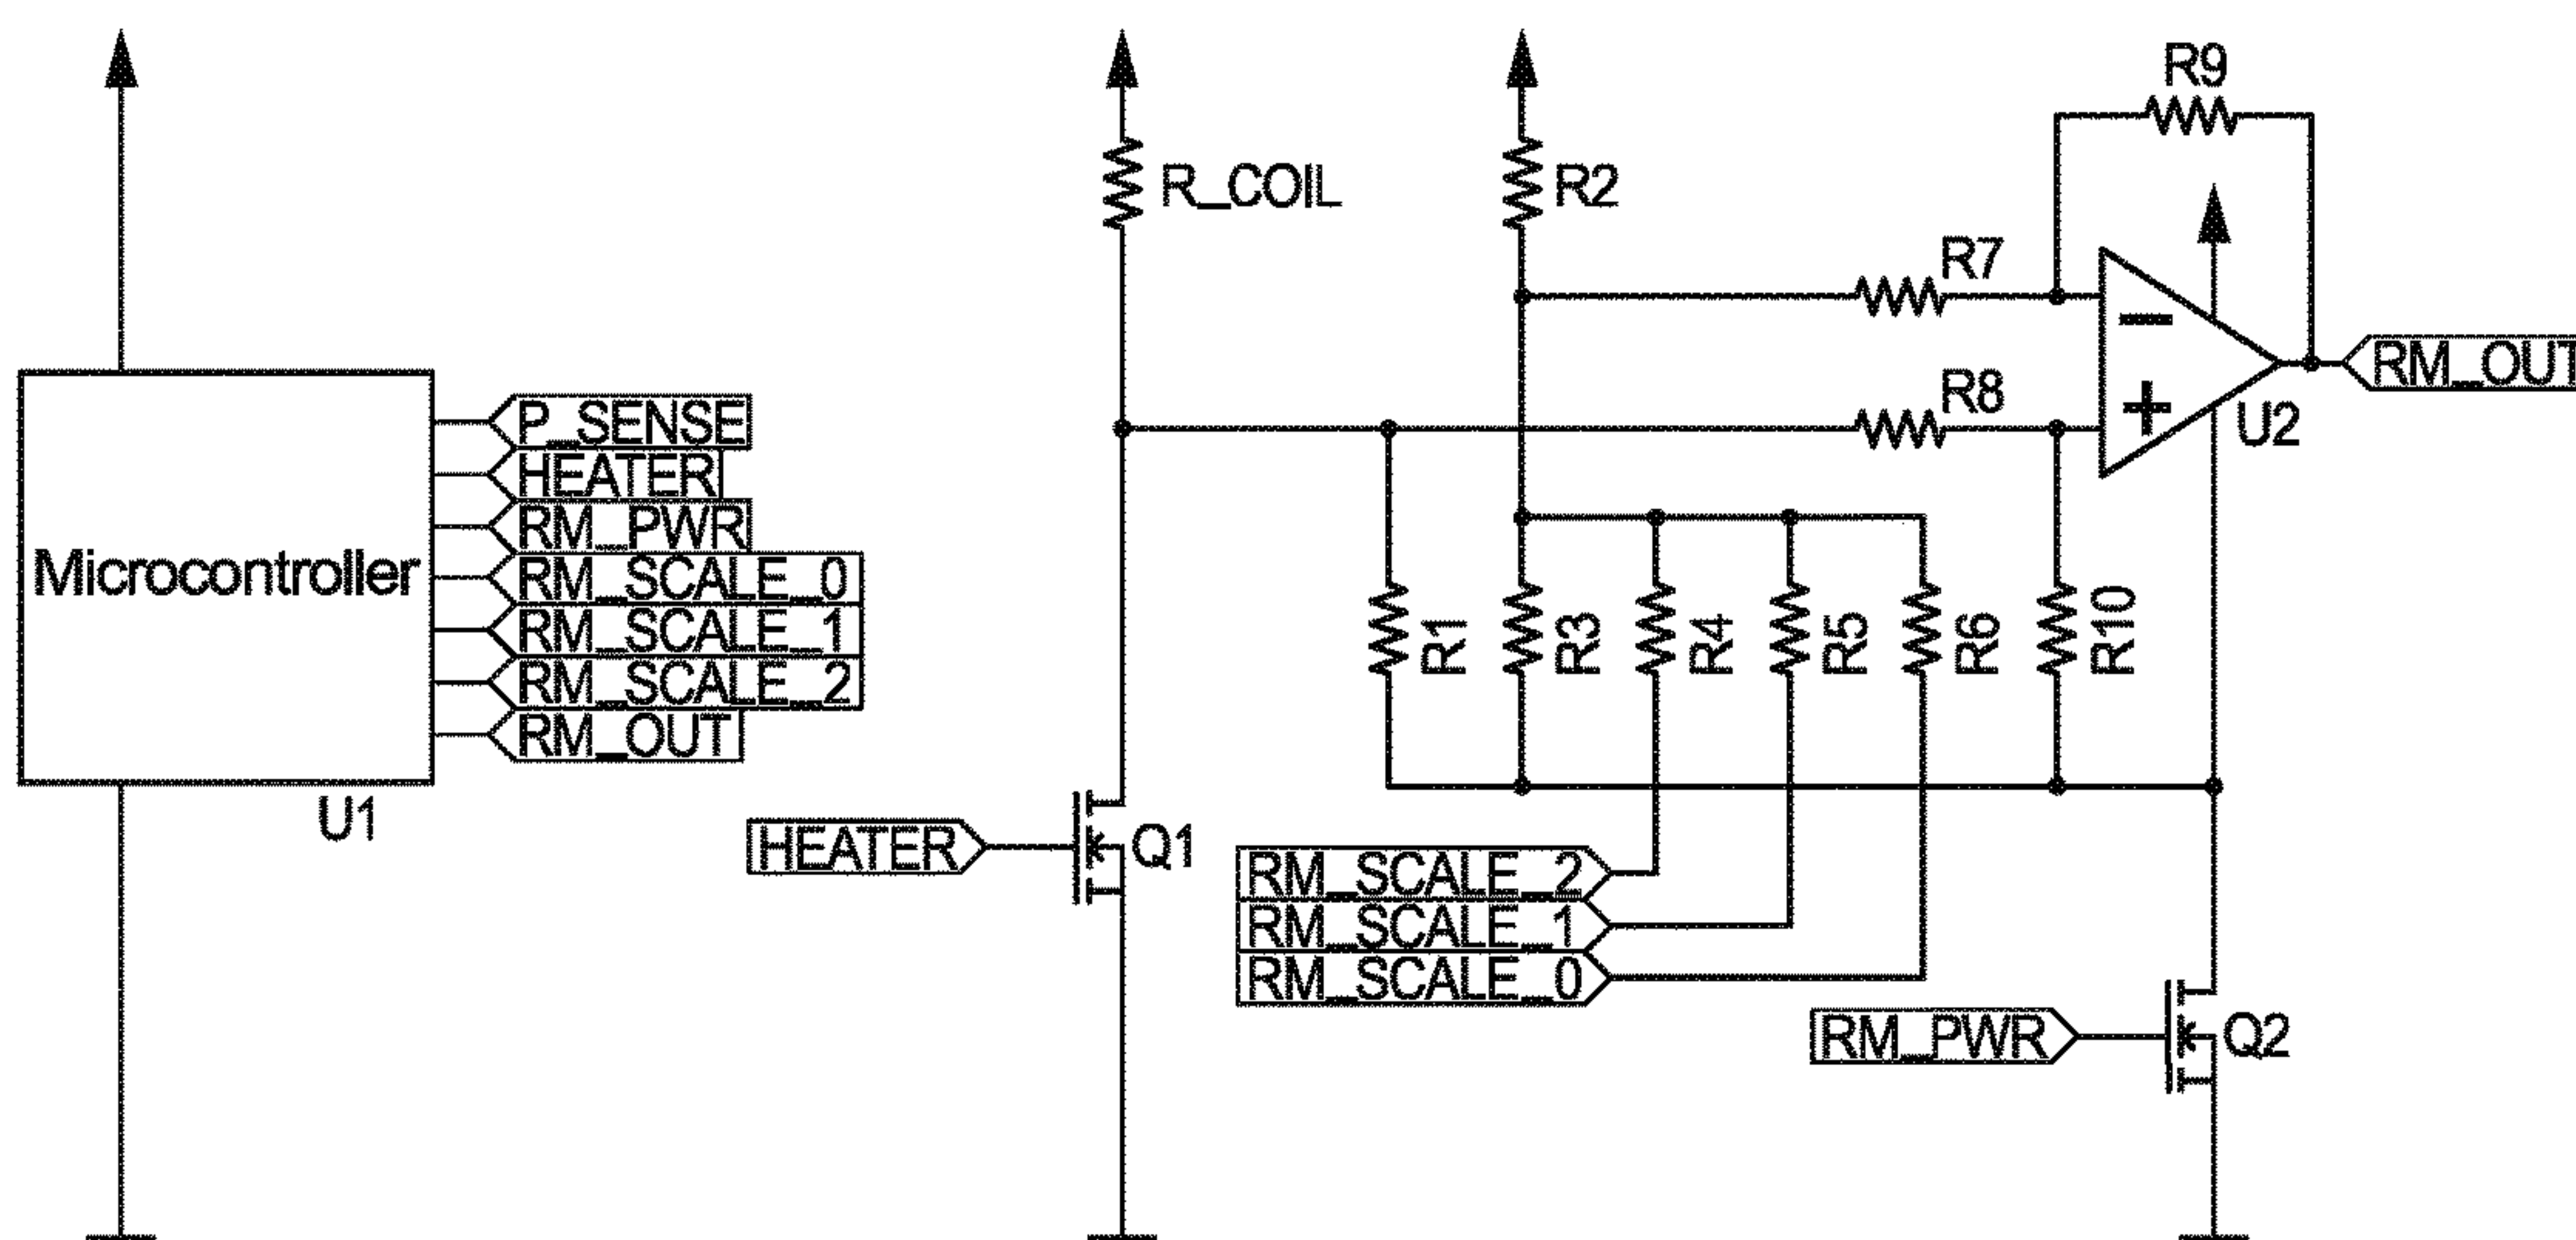 R9
R_COIL
R2
R7
RM_OUT
R8
U2
P_SENSE
HEATER
RM_PWR
RM_SCALE_0
RM_SCALE_1
RM_SCALE_2
RM_OUT
Microcontroller
U1
R1
R3
R4
R5
R6
R10
−
+
HEATER
Q1
RM_SCALE_2
RM_SCALE_1
RM_SCALE_0
RM_PWR
Q2